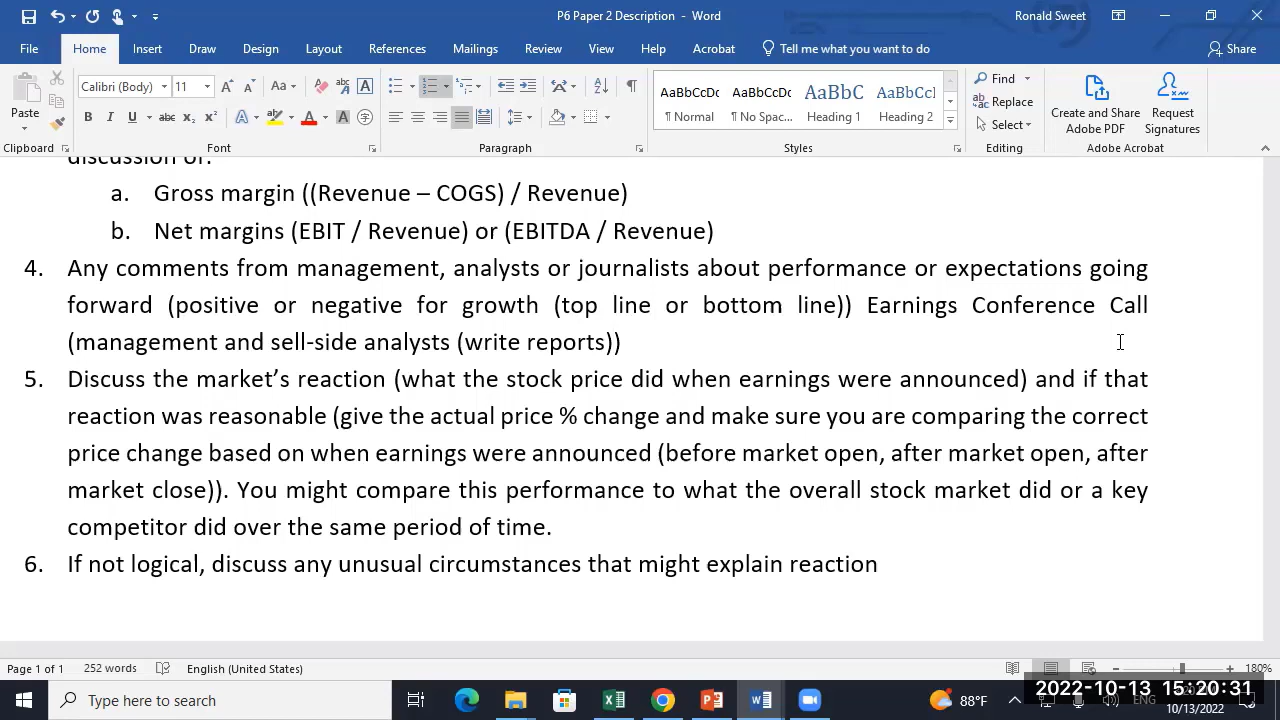 P6 Paper 2 Description - Word
Ronald Sweet
File Home Insert Draw Design Layout References Mailings Review View Help Acrobat Tell me what you want to do Share
Paste
Calibri (Body) 11
AaBbCcDc AaBbCcDc AaBbC AaBbCcI
¶ Normal ¶ No Spac... Heading 1 Heading 2
Find
Replace
Select
Create and Share Adobe PDF
Request Signatures
Clipboard Font Paragraph Styles Editing Adobe Acrobat
discussion of:
a. Gross margin ((Revenue – COGS) / Revenue)
b. Net margins (EBIT / Revenue) or (EBITDA / Revenue)
4. Any comments from management, analysts or journalists about performance or expectations going
forward (positive or negative for growth (top line or bottom line)) Earnings Conference Call
(management and sell-side analysts (write reports))
5. Discuss the market’s reaction (what the stock price did when earnings were announced) and if that
reaction was reasonable (give the actual price % change and make sure you are comparing the correct
price change based on when earnings were announced (before market open, after market open, after
market close)). You might compare this performance to what the overall stock market did or a key
competitor did over the same period of time.
6. If not logical, discuss any unusual circumstances that might explain reaction
Page 1 of 1 252 words English (United States) 180%
Type here to search
88°F ENG
2022-10-13 15:20:31
10/13/2022